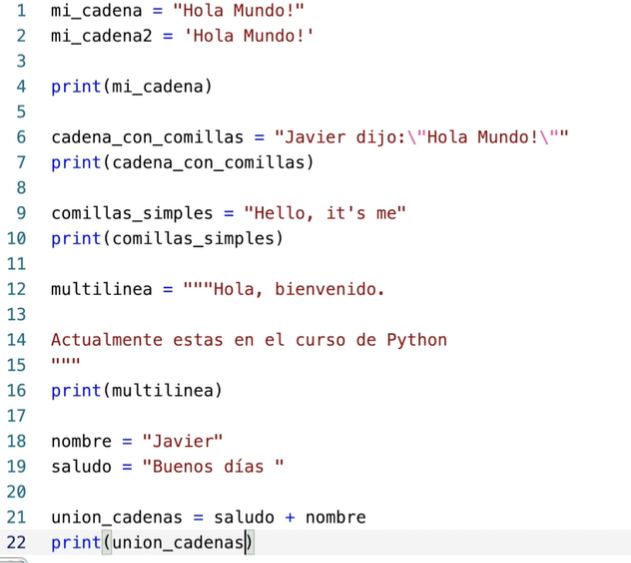 1 mi_cadena = "Hola Mundo!"
2 mi_cadena2 = 'Hola Mundo!'
3
4 print(mi_cadena)
5
6 cadena_con_comillas = "Javier dijo:\"Hola Mundo!\""
7 print(cadena_con_comillas)
8
9 comillas_simples = "Hello, it's me"
10 print(comillas_simples)
11
12 multilinea = """Hola, bienvenido.
13
14 Actualmente estas en el curso de Python
15 """
16 print(multilinea)
17
18 nombre = "Javier"
19 saludo = "Buenos días "
20
21 union_cadenas = saludo + nombre
22 print(union_cadenas)